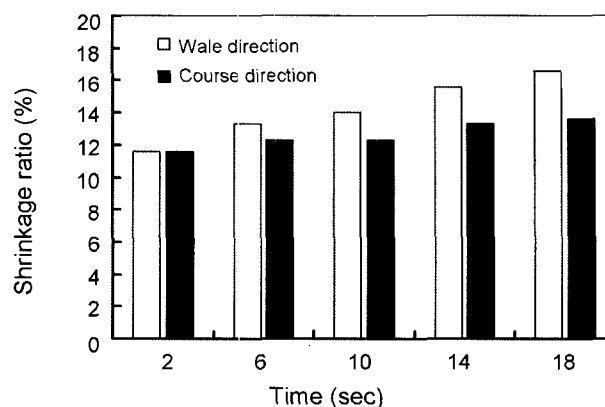 20
18
16
14
12
10
8
6
4
2
0
Shrinkage ratio (%)
Wale direction
Course direction
2 6 10 14 18
Time (sec)